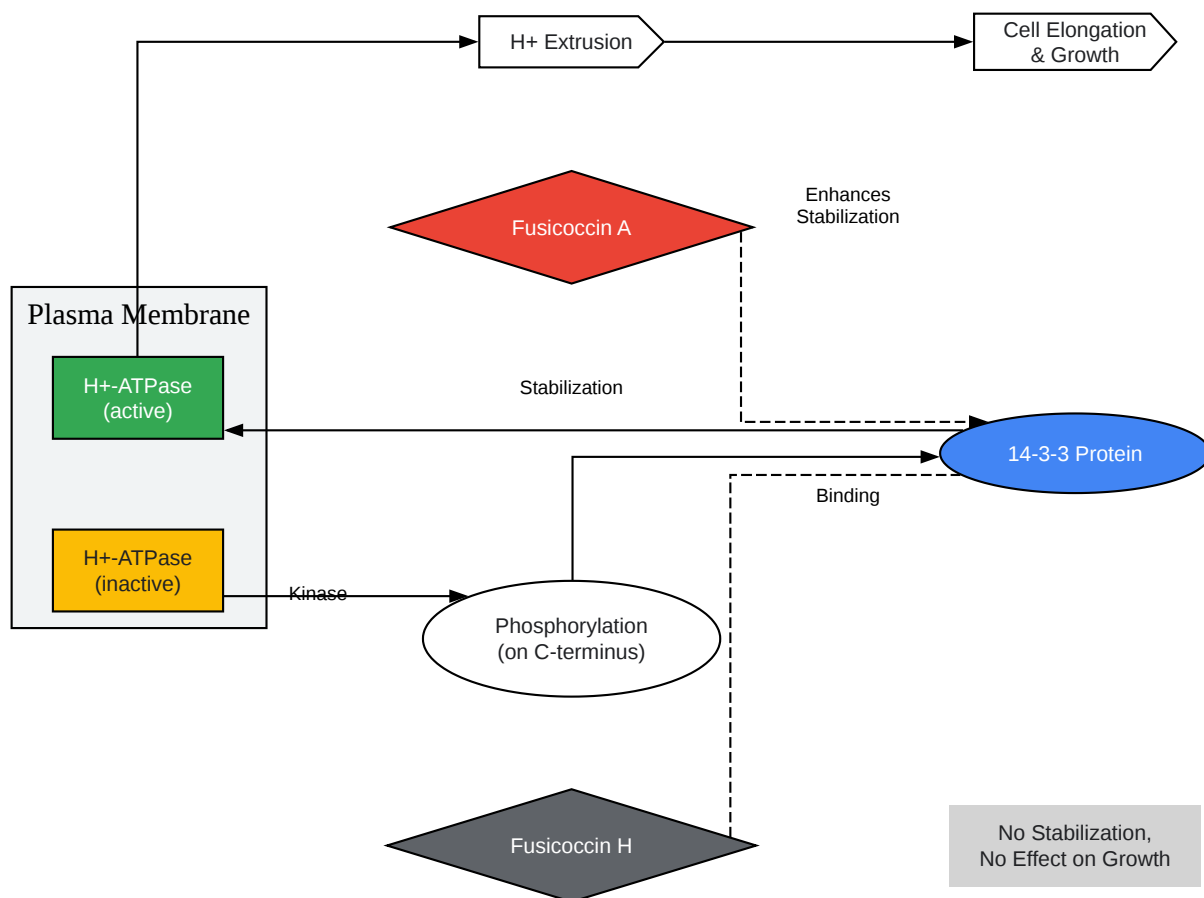 H+ Extrusion
Cell Elongation
& Growth
Enhances
Stabilization
Fusicoccin A
Plasma Membrane
H+-ATPase
(active)
Stabilization
14-3-3 Protein
Binding
H+-ATPase
(inactive)
Kinase
Phosphorylation
(on C-terminus)
Fusicoccin H
No Stabilization,
No Effect on Growth